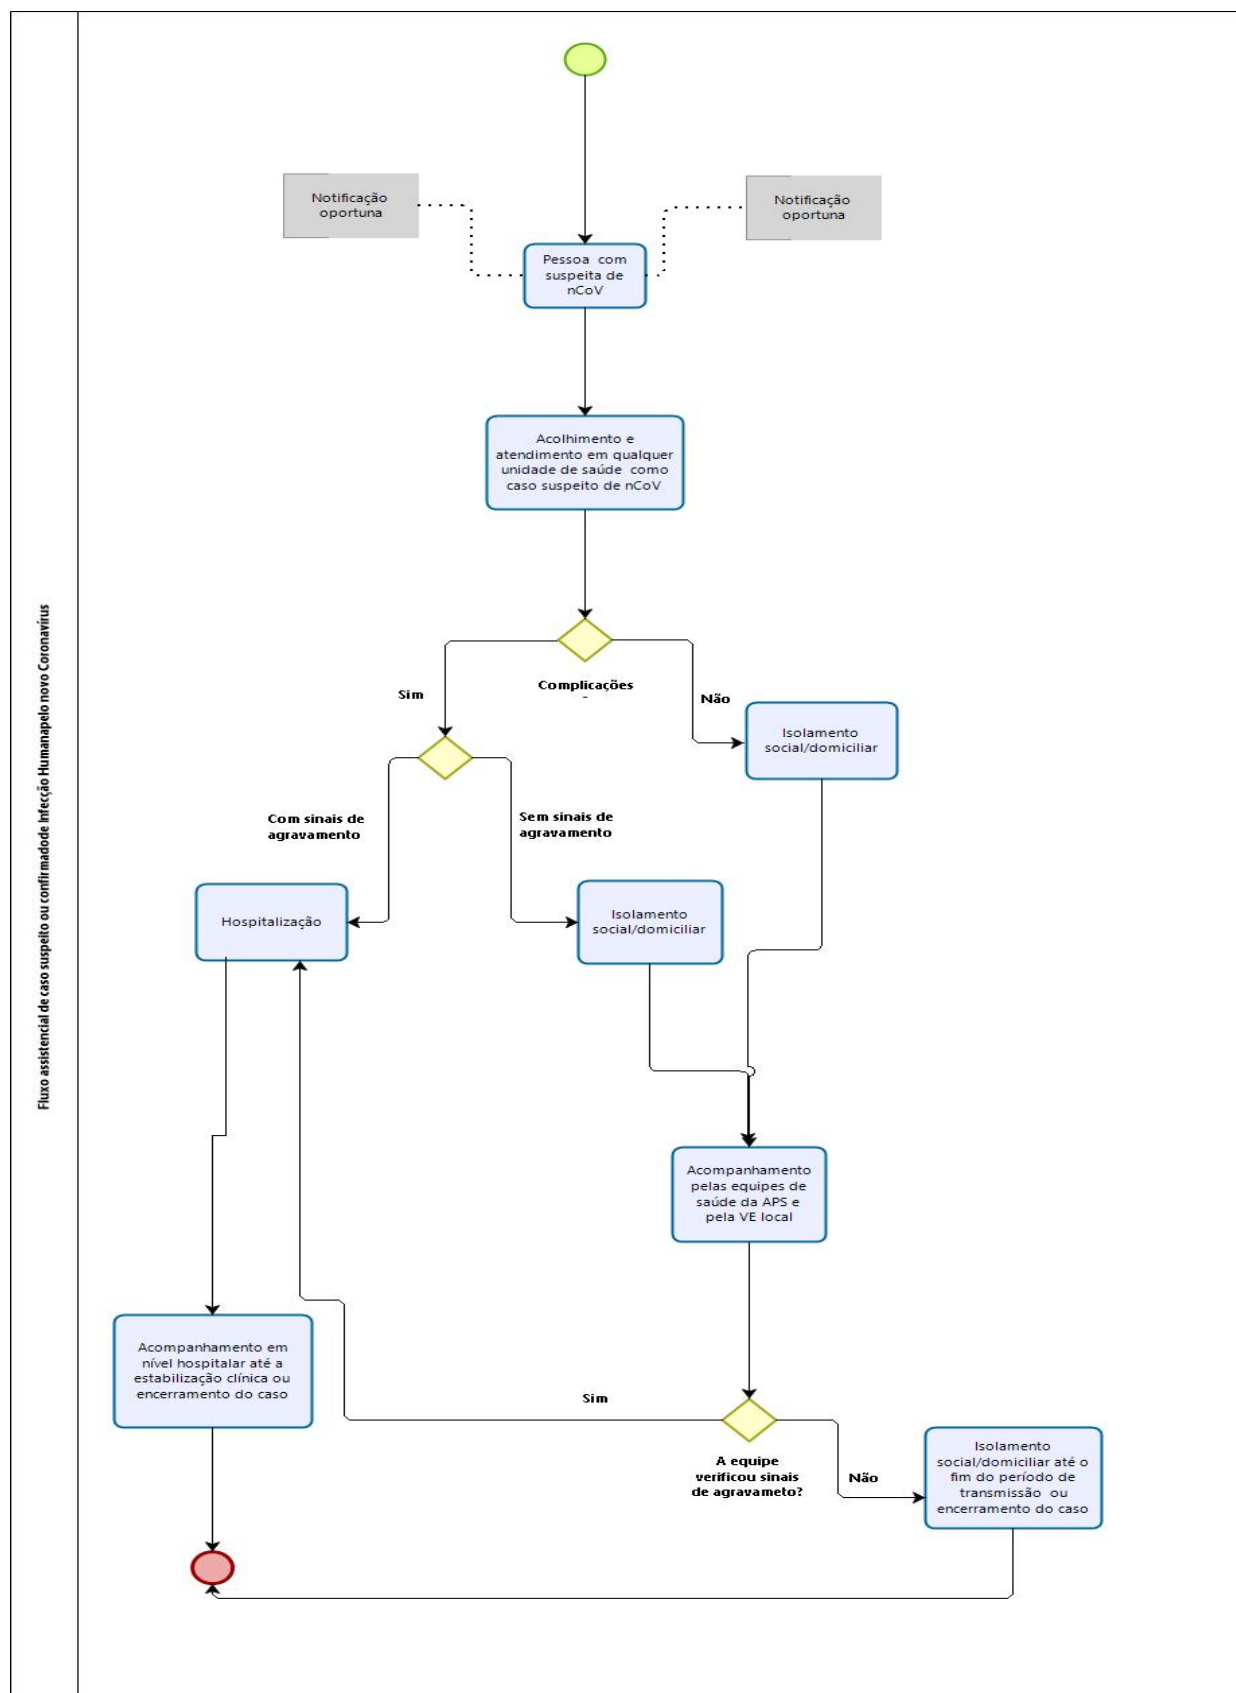 Fluxo assistencial de caso suspeito ou confirmadode Infecção Humanapelo novo Coronavírus
Notificação
oportuna
Notificação
oportuna
Pessoa com
suspeita de
nCoV
Acolhimento e
atendimento em qualquer
unidade de saúde como
caso suspeito de nCoV
Complicações
-
Sim
Não
Isolamento
social/domiciliar
Com sinais de
agravamento
Sem sinais de
agravamento
Hospitalização
Isolamento
social/domiciliar
Acompanhamento
pelas equipes de
saúde da APS e
pela VE local
Acompanhamento em
nível hospitalar até a
estabilização clínica ou
encerramento do caso
Sim
A equipe
verificou sinais
de agravameto?
Não
Isolamento
social/domiciliar até o
fim do período de
transmissão ou
encerramento do caso